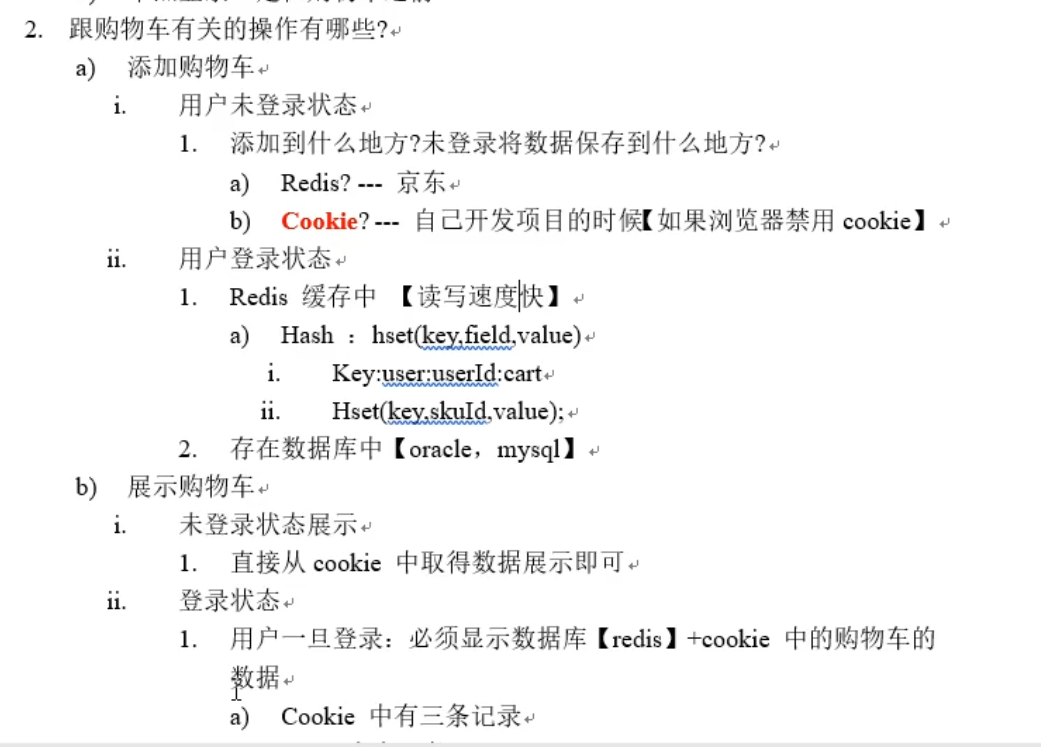 2. 跟购物车有关的操作有哪些?
a) 添加购物车
i. 用户未登录状态
1. 添加到什么地方?未登录将数据保存到什么地方?
a) Redis? --- 京东
b) Cookie? --- 自己开发项目的时候【如果浏览器禁用 cookie】
ii. 用户登录状态
1. Redis 缓存中 【读写速度快】
a) Hash ：hset(key,field,value)
i. Key:user:userId:cart
ii. Hset(key,skuId,value);
2. 存在数据库中【oracle，mysql】
b) 展示购物车
i. 未登录状态展示
1. 直接从 cookie 中取得数据展示即可
ii. 登录状态
1. 用户一旦登录：必须显示数据库【redis】+cookie 中的购物车的
数据
a) Cookie 中有三条记录